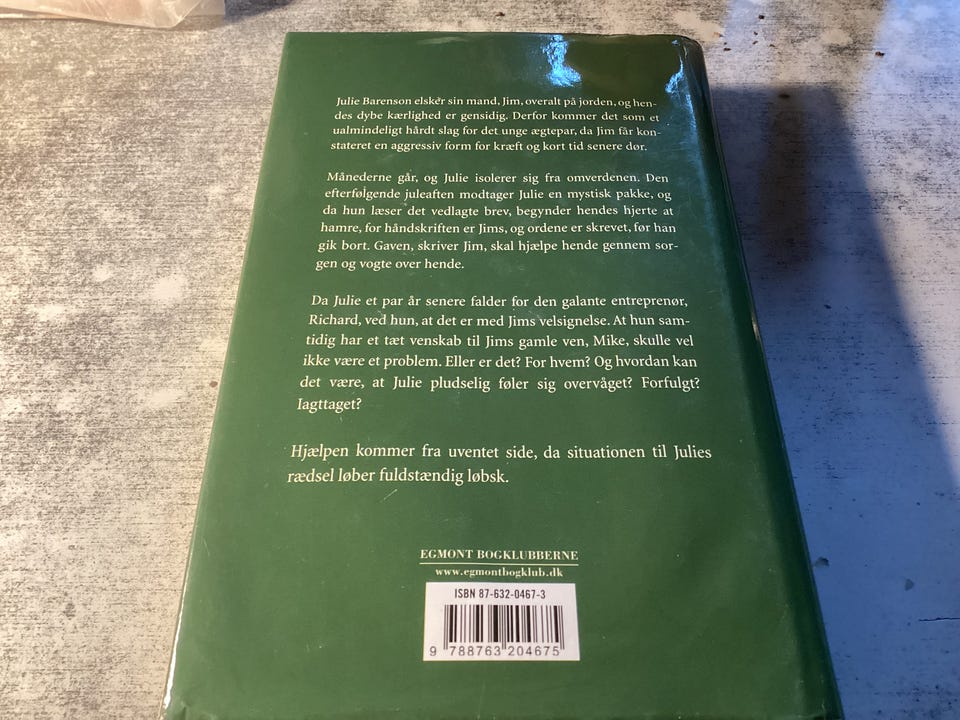 Julie Barenson elsker sin mand, Jim, overalt på jorden, og hen-
des dybe kærlighed er gensidig. Derfor kommer det som et
ualmindeligt hårdt slag for det unge ægtepar, da Jim får kon-
stateret en aggressiv form for kræft og kort tid senere dør.
Månederne går, og Julie isolerer sig fra omverdenen. Den
efterfølgende juleaften modtager Julie en mystisk pakke, og
da hun læser det vedlagte brev, begynder hendes hjerte at
hamre, for håndskriften er Jims, og ordene er skrevet, før han
gik bort. Gaven, skriver Jim, skal hjælpe hende gennem sor-
gen og vogte over hende.
Da Julie et par år senere falder for den galante entreprenør,
Richard, ved hun, at det er med Jims velsignelse. At hun sam-
tidig har et tæt venskab til Jims gamle ven, Mike, skulle vel
ikke være et problem. Eller er det? For hvem? Og hvordan kan
det være, at Julie pludselig føler sig overvåget? Forfulgt?
Iagttaget?
Hjælpen kommer fra uventet side, da situationen til Julies
rædsel løber fuldstændig løbsk.
EGMONT BOGKLUBBERNE
www.egmontbogklub.dk
ISBN 87-632-0467-3
9 788763 204675